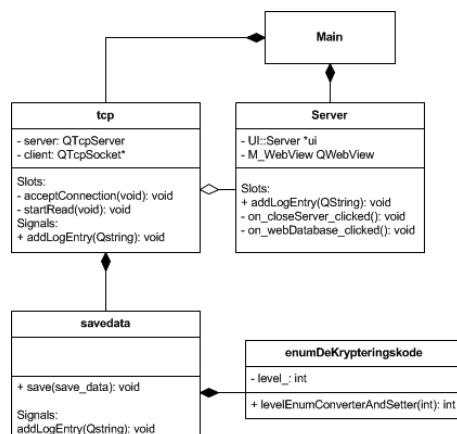 Main
tcp
- server: QTcpServer
- client: QTcpSocket*
Slots:
- acceptConnection(void): void
- startRead(void): void
Signals:
+ addLogEntry(Qstring): void
Server
- UI::Server *ui
- M_WebView QWebView
Slots:
+ addLogEntry(QString): void
- on_closeServer_clicked(): void
- on_webDatabase_clicked(): void
savedata
+ save(save_data): void
Signals:
addLogEntry(Qstring): void
enumDeKrypteringskode
- level_: int
+ levelEnumConverterAndSetter(int): int